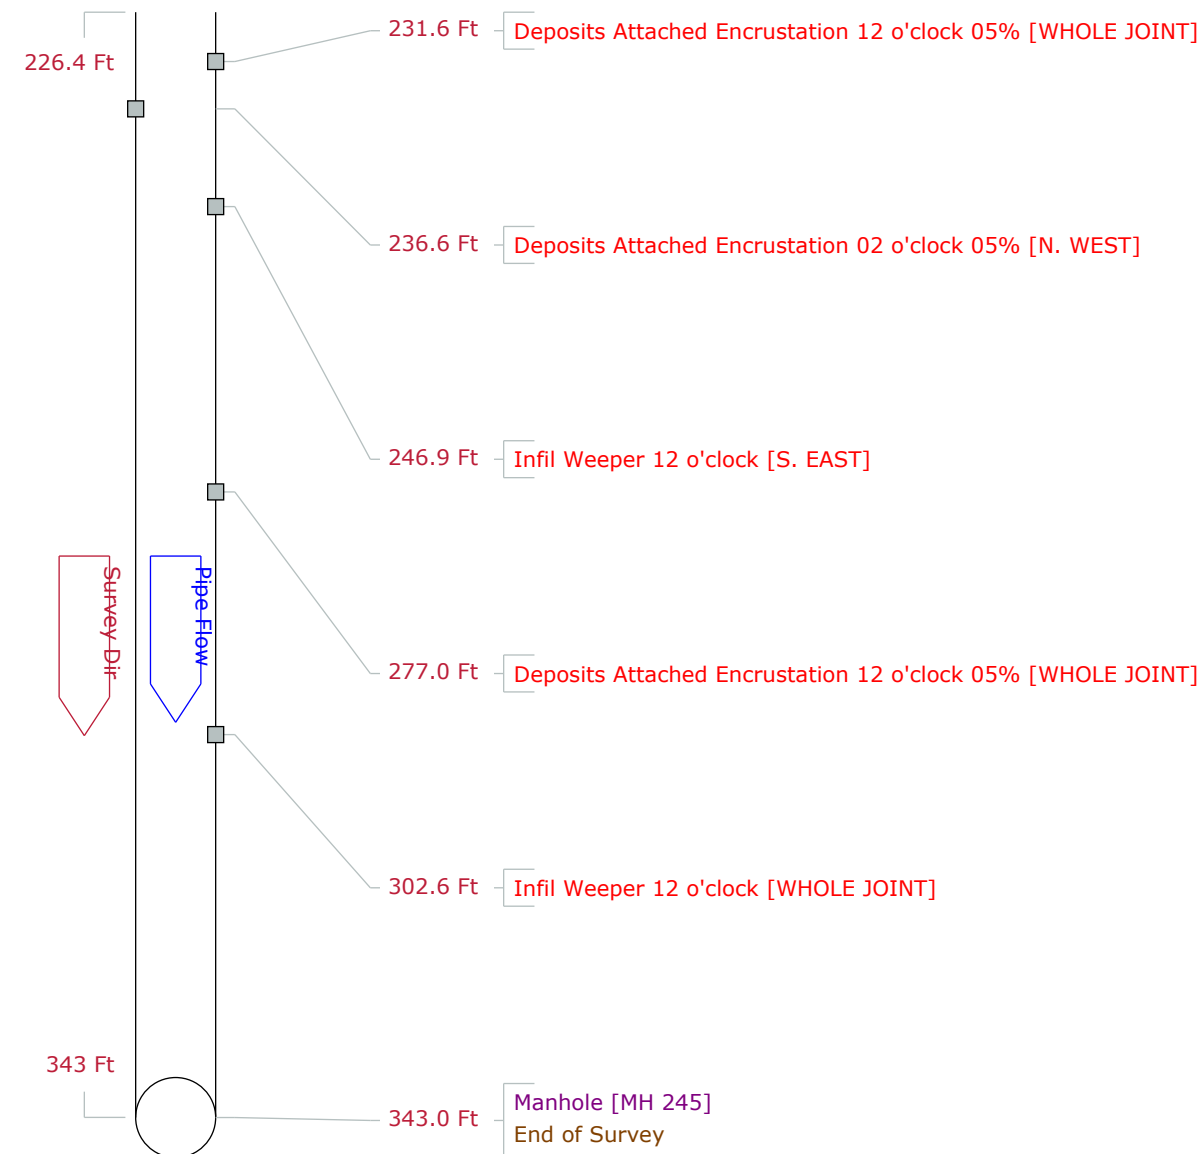 231.6 Ft Deposits Attached Encrustation 12 o'clock 05% [WHOLE JOINT]
226.4 Ft
236.6 Ft Deposits Attached Encrustation 02 o'clock 05% [N. WEST]
246.9 Ft Infil Weeper 12 o'clock [S. EAST]
Survey Dir
Pipe Flow
277.0 Ft Deposits Attached Encrustation 12 o'clock 05% [WHOLE JOINT]
302.6 Ft Infil Weeper 12 o'clock [WHOLE JOINT]
343 Ft
343.0 Ft Manhole [MH 245]
End of Survey